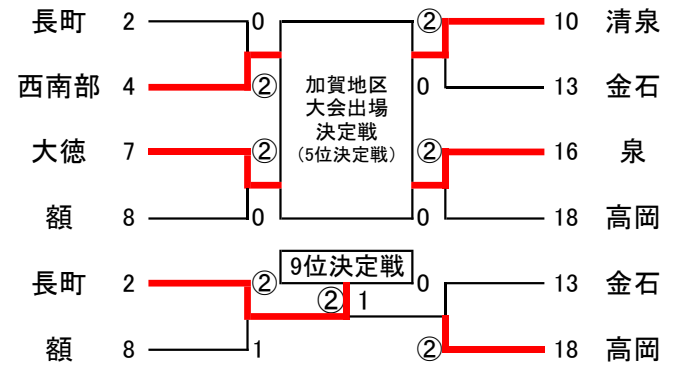 長町 2 0 ② 10 清泉
西南部 4 ② 0 13 金石
加賀地区
大会出場
決定戦
（5位決定戦）
大徳 7 ② ② 16 泉
額 8 0 0 18 高岡
9位決定戦
長町 2 ② 0 13 金石
② 1
額 8 1 ② 18 高岡